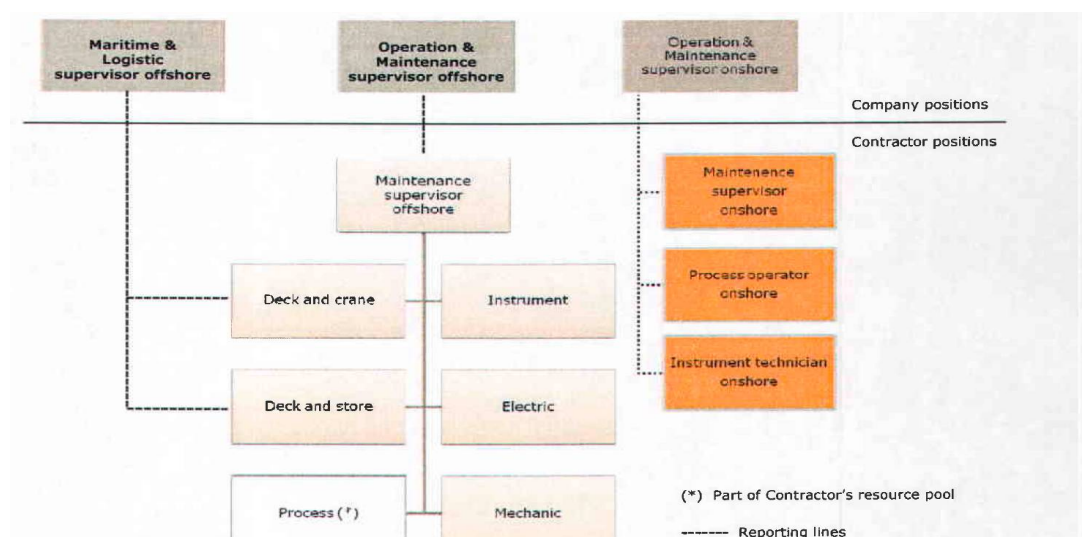 Maritime &
Logistic
supervisor offshore
Operation &
Maintenance
supervisor offshore
Operation &
Maintenance
supervisor onshore
Company positions
Contractor positions
Maintenance
supervisor
offshore
Maintenence
supervisor
onshore
Deck and crane
Instrument
Process operator
onshore
Deck and store
Electric
Instrument technician
onshore
Process (*)
Mechanic
(*) Part of Contractor's resource pool
------- Reporting lines